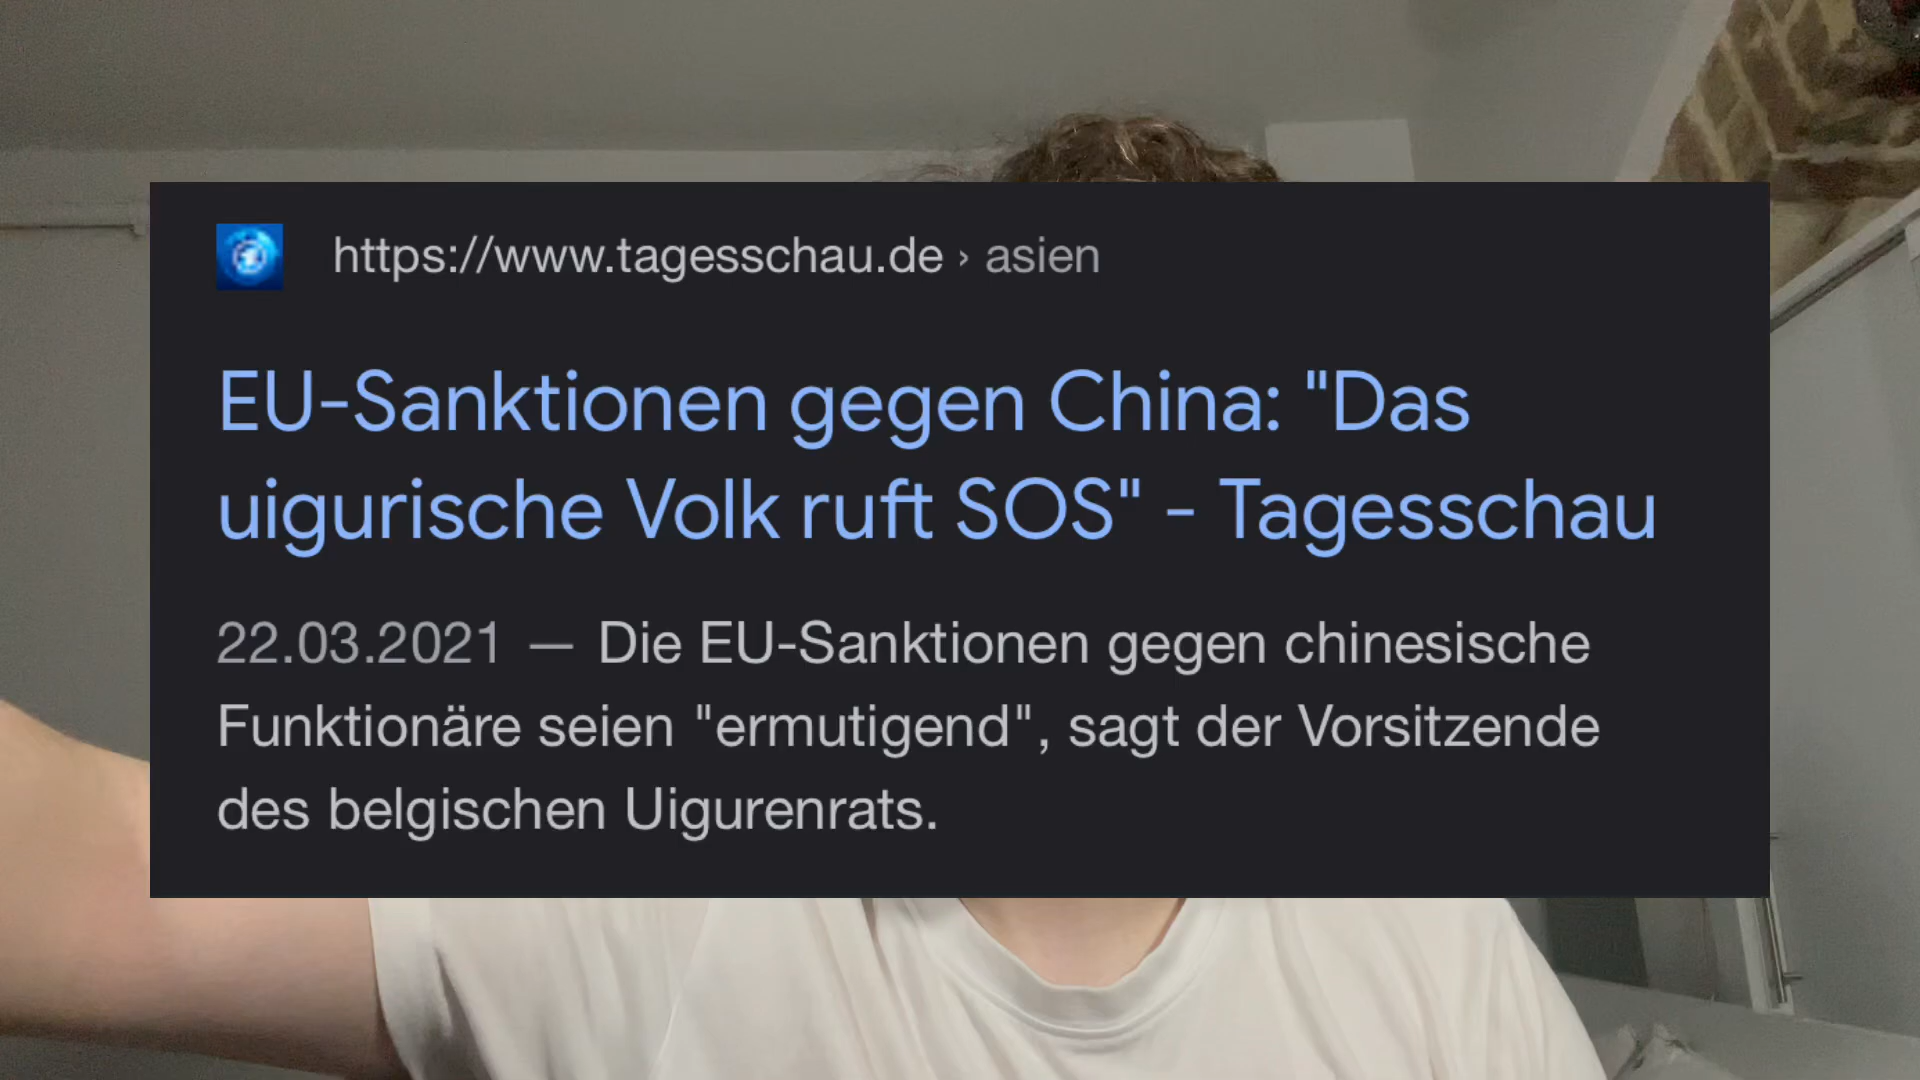 https://www.tagesschau.de › asien
EU-Sanktionen gegen China: "Das
uigurische Volk ruft SOS" - Tagesschau
22.03.2021 — Die EU-Sanktionen gegen chinesische
Funktionäre seien "ermutigend", sagt der Vorsitzende
des belgischen Uigurenrats.